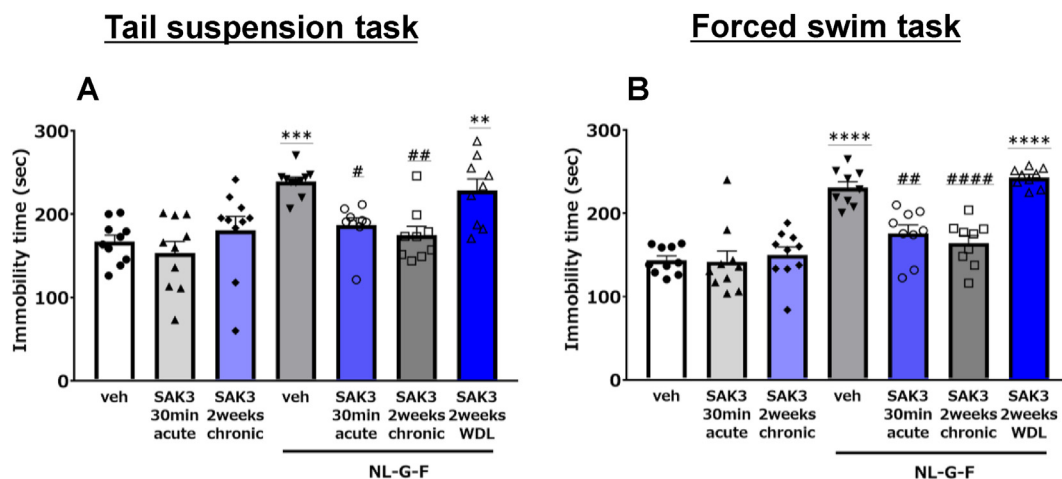 Tail suspension task
Forced swim task
A
B
Immobility time (sec)
300
200
100
0
***
#
##
**
veh
SAK3 30min acute
SAK3 2weeks chronic
veh
SAK3 30min acute
SAK3 2weeks chronic
SAK3 2weeks WDL
NL-G-F
Immobility time (sec)
300
200
100
0
****
##
####
****
veh
SAK3 30min acute
SAK3 2weeks chronic
veh
SAK3 30min acute
SAK3 2weeks chronic
SAK3 2weeks WDL
NL-G-F